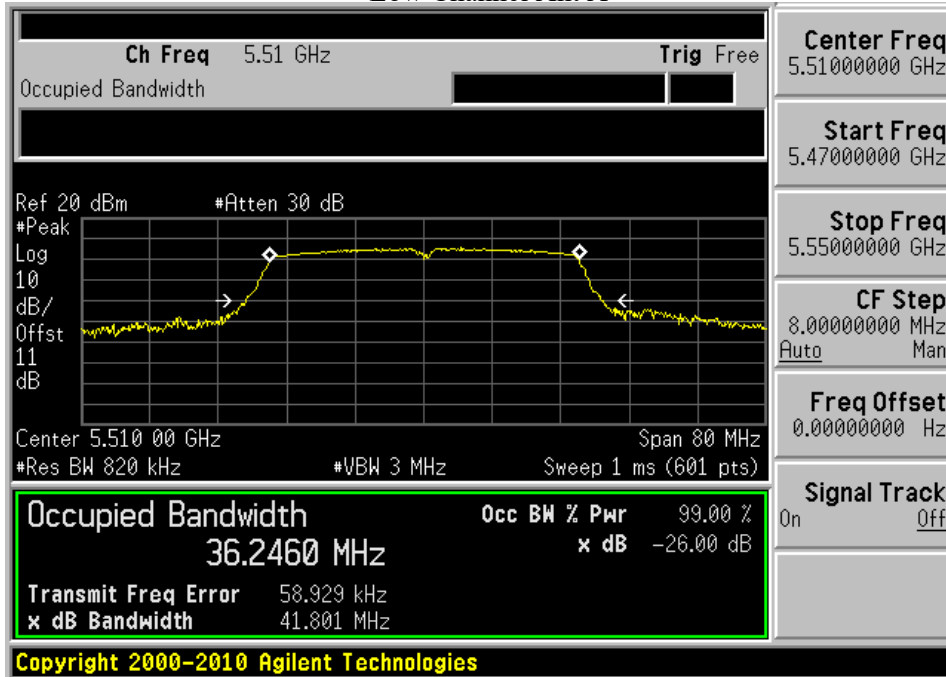 Ch Freq 5.51 GHz Trig Free
Occupied Bandwidth
Ref 20 dBm #Atten 30 dB
#Peak
Log
10
dB/
Offst
11
dB
Center 5.510 00 GHz Span 80 MHz
#Res BW 820 kHz #VBW 3 MHz Sweep 1 ms (601 pts)
Occupied Bandwidth Occ BW % Pwr 99.00 %
36.2460 MHz x dB -26.00 dB
Transmit Freq Error 58.929 kHz
x dB Bandwidth 41.801 MHz
Copyright 2000-2010 Agilent Technologies
Center Freq
5.51000000 GHz
Start Freq
5.47000000 GHz
Stop Freq
5.55000000 GHz
CF Step
8.00000000 MHz
Auto Man
Freq Offset
0.00000000 Hz
Signal Track
On Off